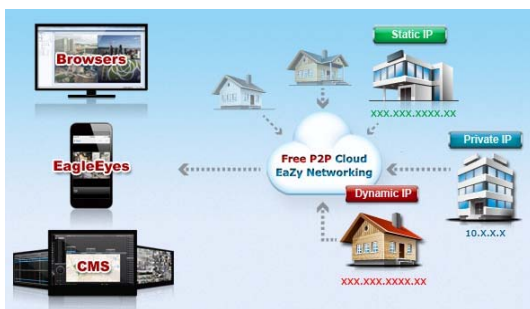 Browsers
Static IP
xxx.xxx.xxxx.xx
EagleEyes
Free P2P Cloud
EaZy Networking
Private IP
10.x.x.x
Dynamic IP
xxx.xxx.xxxx.xx
CMS